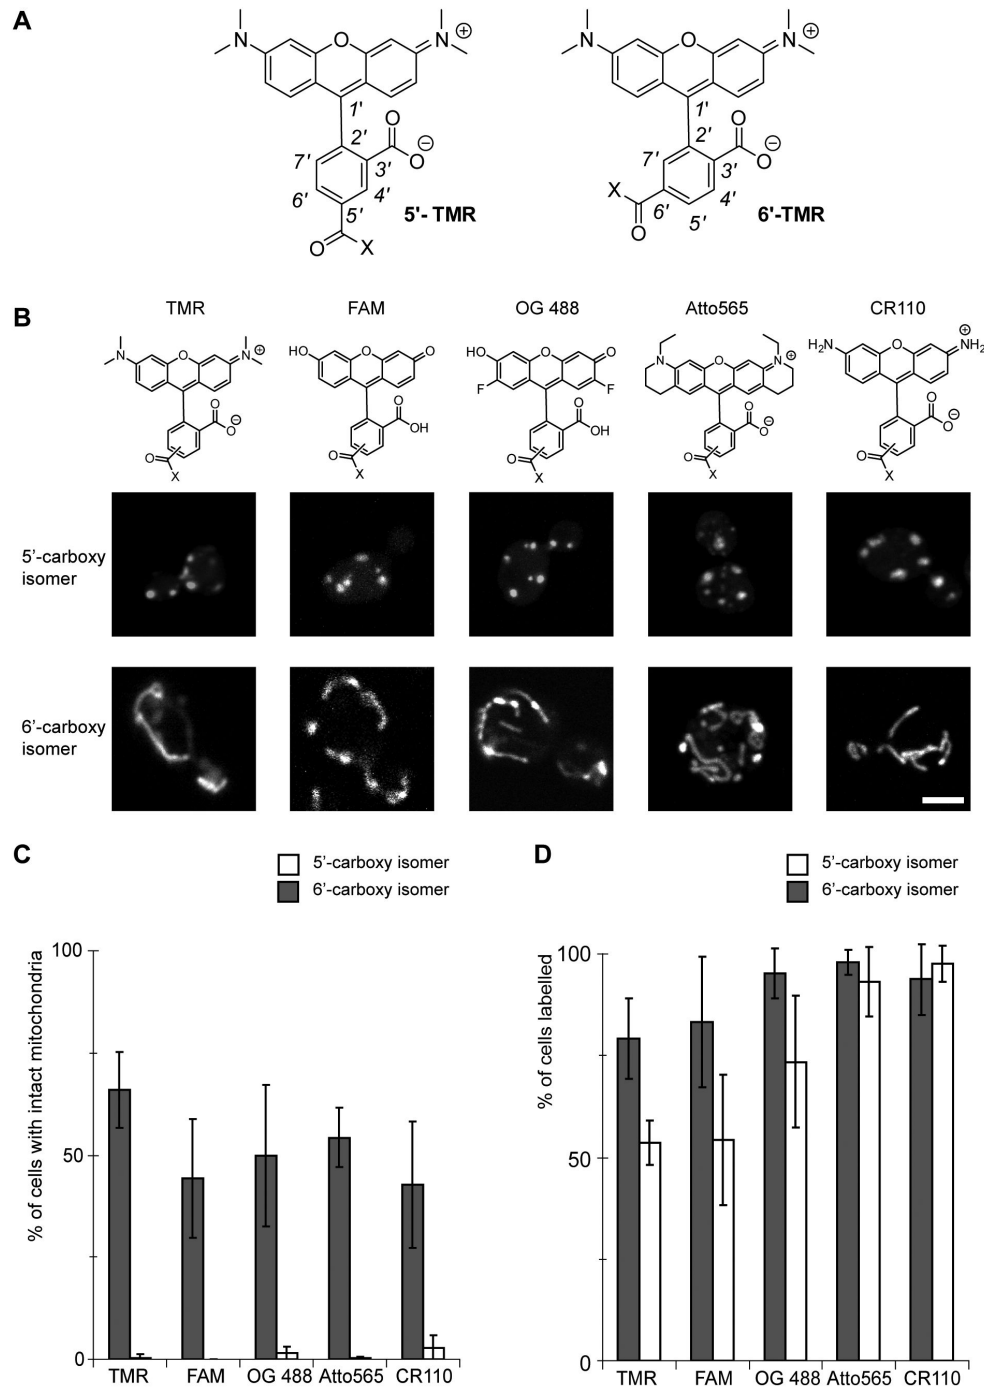 A
N
O
N
⊕
1'
2'
O
7'
3'
O
⊖
6'
4'
5'
5'- TMR
O
X
N
O
N
⊕
1'
2'
O
7'
3'
O
⊖
X
6'
4'
5'
6'-TMR
O
B
TMR
FAM
OG 488
Atto565
CR110
N
O
N
⊕
O
O
⊖
O
X
HO
O
O
O
OH
O
X
HO
O
O
F
F
O
OH
O
X
N
O
N
+
O
O
⊖
O
X
H₂N
O
NH₂
⊕
O
O
⊖
O
X
5’-carboxy
isomer
6’-carboxy
isomer
C
5’-carboxy isomer
6’-carboxy isomer
% of cells with intact mitochondria
100
50
0
TMR
FAM
OG 488
Atto565
CR110
D
5’-carboxy isomer
6’-carboxy isomer
% of cells labelled
100
50
0
TMR
FAM
OG 488
Atto565
CR110